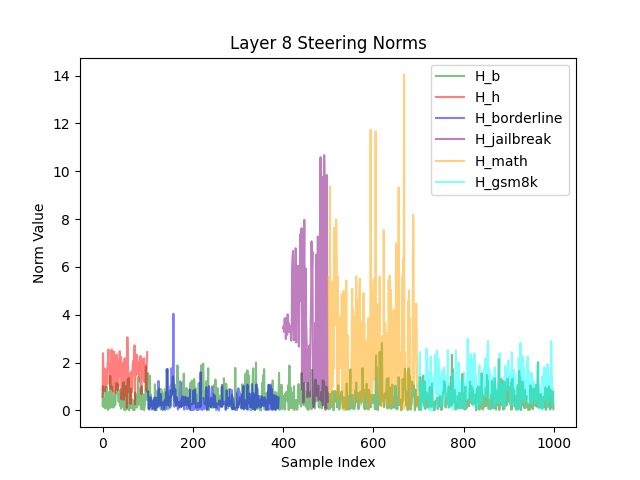 Layer 8 Steering Norms
H_b
H_h
H_borderline
H_jailbreak
H_math
H_gsm8k
Norm Value
14
12
10
8
6
4
2
0
0 200 400 600 800 1000
Sample Index